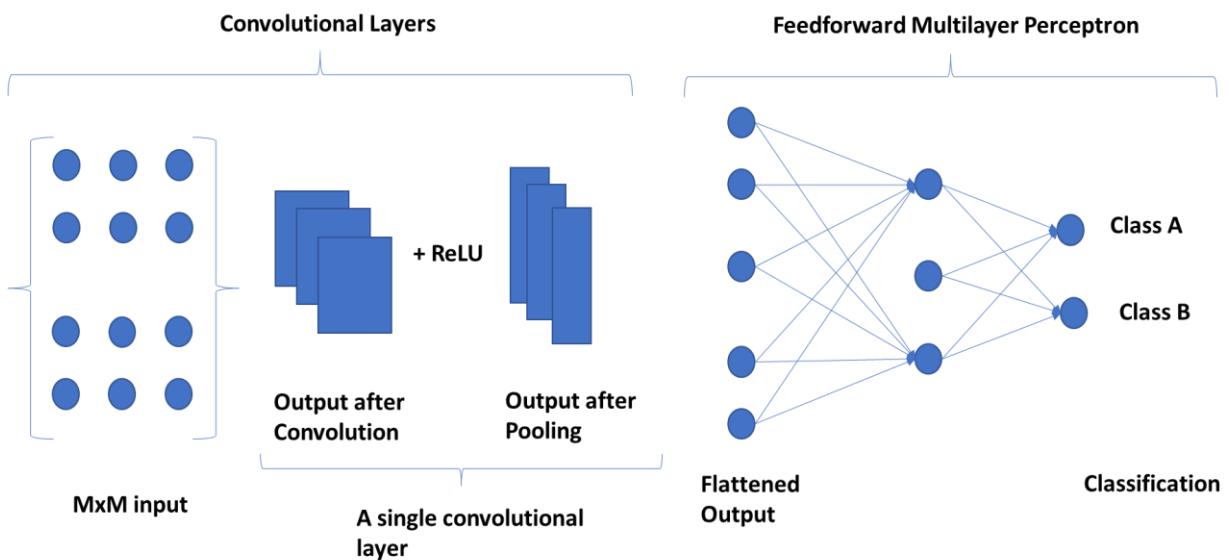 Convolutional Layers
Feedforward Multilayer Perceptron
+ ReLU
Class A
Class B
Output after
Convolution
Output after
Pooling
MxM input
A single convolutional
layer
Flattened
Output
Classification